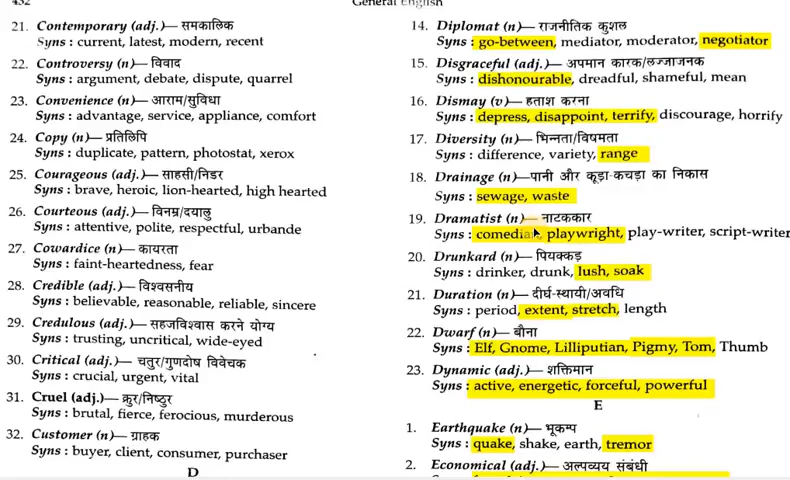 432
General English
21. Contemporary (adj.)— समकालिक
Syns : current, latest, modern, recent
22. Controversy (n)— विवाद
Syns : argument, debate, dispute, quarrel
23. Convenience (n)— आराम/सुविधा
Syns : advantage, service, appliance, comfort
24. Copy (n)— प्रतिलिपि
Syns : duplicate, pattern, photostat, xerox
25. Courageous (adj.)— साहसी/निडर
Syns : brave, heroic, lion-hearted, high hearted
26. Courteous (adj.)— विनम्र/दयालु
Syns : attentive, polite, respectful, urbande
27. Cowardice (n)— कायरता
Syns : faint-heartedness, fear
28. Credible (adj.)— विश्वसनीय
Syns : believable, reasonable, reliable, sincere
29. Credulous (adj.)— सहजविश्वास करने योग्य
Syns : trusting, uncritical, wide-eyed
30. Critical (adj.)— चतुर/गुणदोष विवेचक
Syns : crucial, urgent, vital
31. Cruel (adj.)— क्रुर/निष्ठुर
Syns : brutal, fierce, ferocious, murderous
32. Customer (n)— ग्राहक
Syns : buyer, client, consumer, purchaser
D
14. Diplomat (n)— राजनीतिक कुशल
Syns : go-between, mediator, moderator, negotiator
15. Disgraceful (adj.)— अपमान कारक/लज्जाजनक
Syns : dishonourable, dreadful, shameful, mean
16. Dismay (v)— हताश करना
Syns : depress, disappoint, terrify, discourage, horrify
17. Diversity (n)— भिन्नता/विषमता
Syns : difference, variety, range
18. Drainage (n)—पानी और कूड़ा-कचड़ा का निकास
Syns : sewage, waste
19. Dramatist (n)— नाटककार
Syns : comedian, playwright, play-writer, script-writer
20. Drunkard (n)— पियक्कड़
Syns : drinker, drunk, lush, soak
21. Duration (n)— दीर्घ-स्थायी/अवधि
Syns : period, extent, stretch, length
22. Dwarf (n)— बौना
Syns : Elf, Gnome, Lilliputian, Pigmy, Tom, Thumb
23. Dynamic (adj.)— शक्तिमान
Syns : active, energetic, forceful, powerful
E
1. Earthquake (n)— भूकम्प
Syns : quake, shake, earth, tremor
2. Economical (adj.)— अल्पव्यय संबंधी